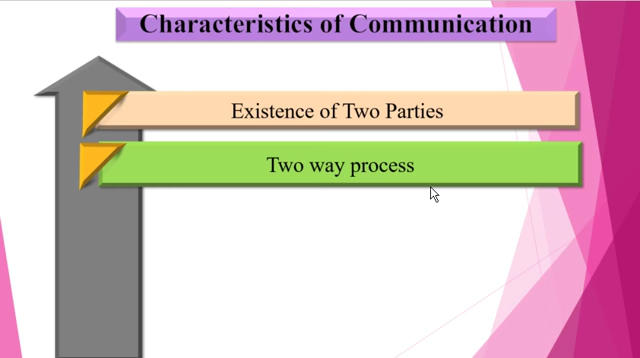 Characteristics of Communication
Existence of Two Parties
Two way process